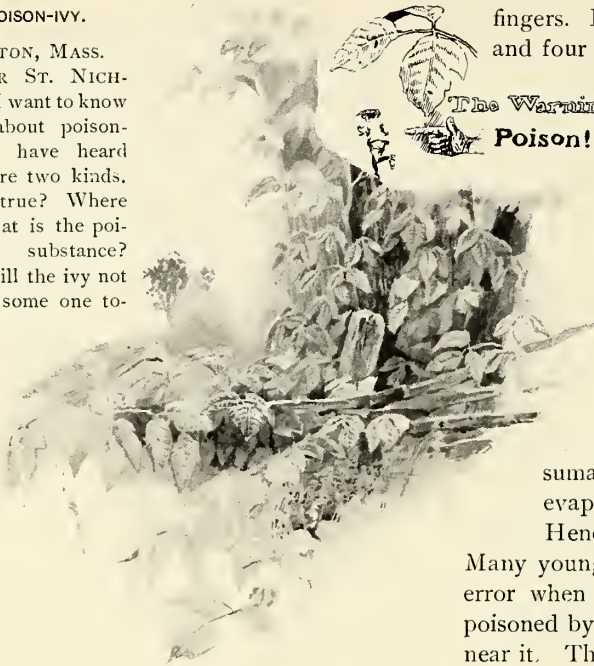 OISON-IVY.
TON, MASS.
R ST. NICH-
I want to know
about poison-
have heard
re two kinds.
true? Where
at is the poi-
substance?
ill the ivy not
some one to-
fingers.
and four
The Warnin
Poison!
suma
evap
Henc
Many young
error when
poisoned by
near it. Th